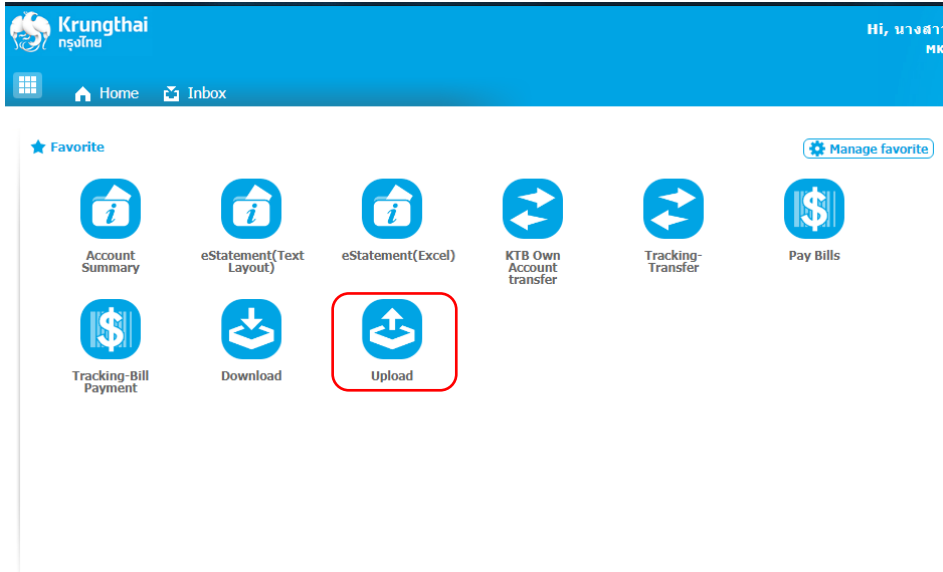 Krungthai
กรุงไทย
Hi, นางสาว
MK
Home
Inbox
Favorite
Manage favorite
Account
Summary
eStatement(Text
Layout)
eStatement(Excel)
KTB Own
Account
transfer
Tracking-
Transfer
Pay Bills
Tracking-Bill
Payment
Download
Upload